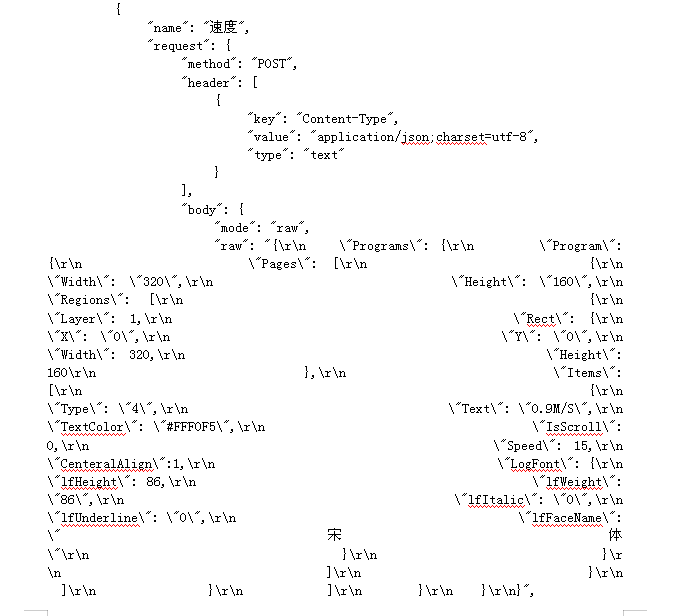 {
"name": "速度",
"request": {
"method": "POST",
"header": [
{
"key": "Content-Type",
"value": "application/json;charset=utf-8",
"type": "text"
}
],
"body": {
"mode": "raw",
"raw": "{\r\n    \"Programs\": {\r\n        \"Program\":
{\r\n            \"Pages\": [\r\n                {\r\n
\"Width\": \"320\",\r\n                    \"Height\": \"160\",\r\n
\"Regions\": [\r\n                        {\r\n
\"Layer\": 1,\r\n                            \"Rect\": {\r\n
\"X\": \"0\",\r\n                                \"Y\": \"0\",\r\n
\"Width\": 320,\r\n                                \"Height\":
160\r\n                            },\r\n                            \"Items\":
[\r\n                                {\r\n
\"Type\": \"4\",\r\n                                    \"Text\": \"0.9M/S\",\r\n
\"TextColor\": \"#FFF0F5\",\r\n                                    \"IsScroll\":
0,\r\n                                    \"Speed\": 15,\r\n
\"CenteralAlign\":1,\r\n                                    \"LogFont\": {\r\n
\"lfHeight\": 86,\r\n                                        \"lfWeight\":
\"86\",\r\n                                        \"lfItalic\": \"0\",\r\n
\"lfUnderline\": \"0\",\r\n                                        \"lfFaceName\":
\" 宋 体
\"\r\n                                    }\r\n                                }\r
\n                            ]\r\n                        }\r\n
]\r\n                }\r\n            ]\r\n        }\r\n    }\r\n}",